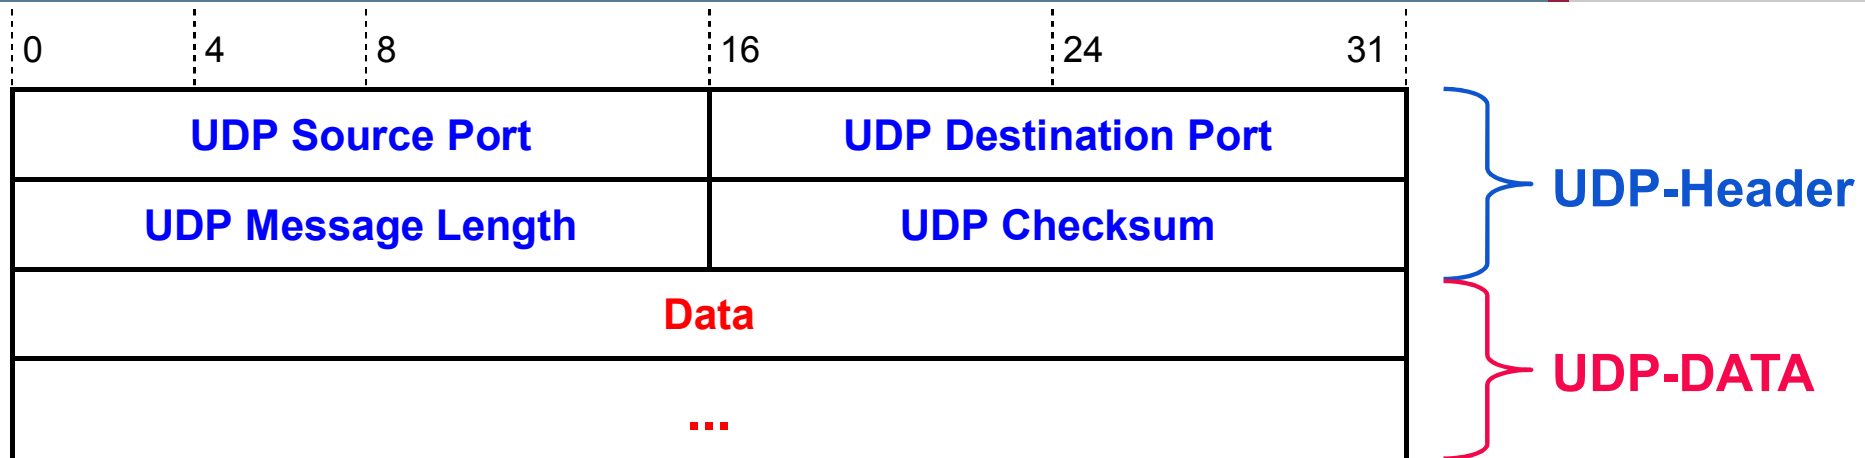 0 4 8 16 24 31
UDP Source Port UDP Destination Port
UDP-Header
UDP Message Length UDP Checksum
Data
UDP-DATA
...